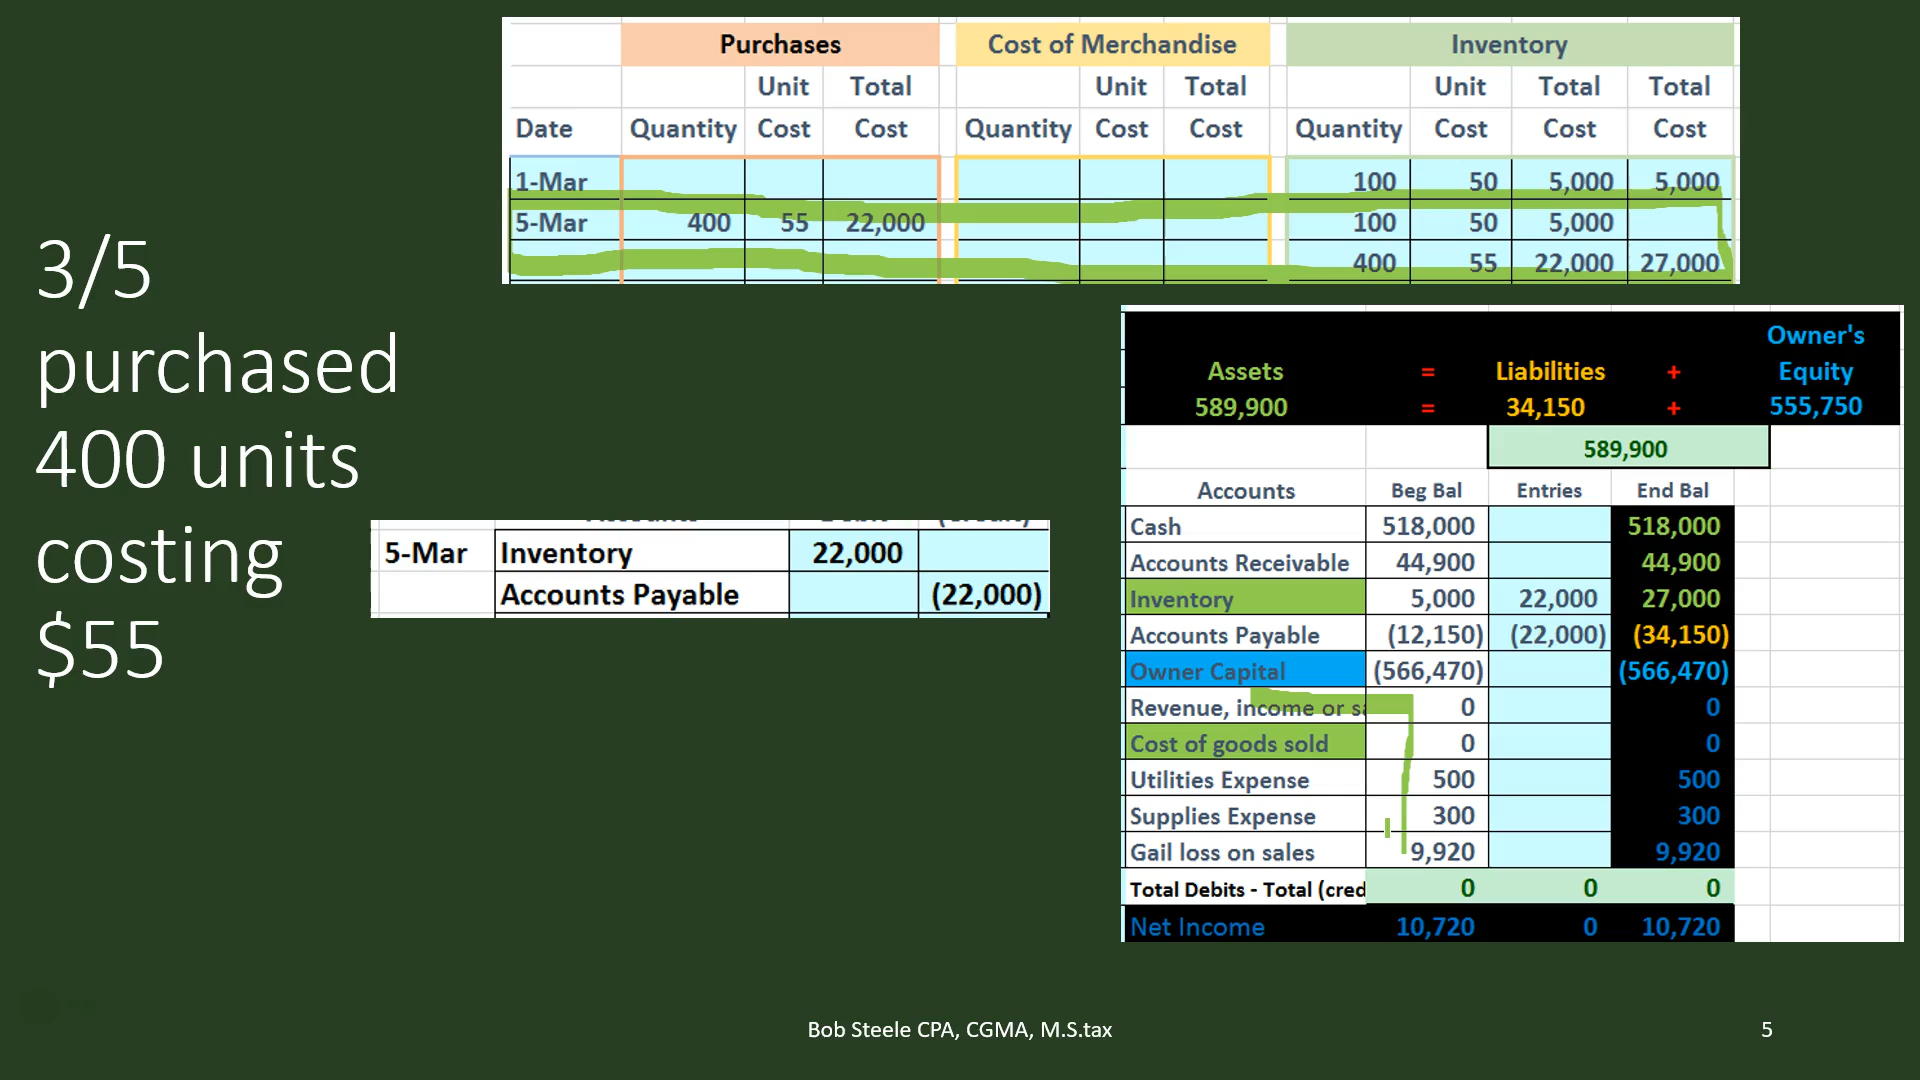 3/5
purchased
400 units
costing
$55
Purchases Cost of Merchandise Inventory
Unit Total Unit Total Unit Total Total
Date Quantity Cost Cost Quantity Cost Cost Quantity Cost Cost Cost
1-Mar 100 50 5,000 5,000
5-Mar 400 55 22,000 100 50 5,000
400 55 22,000 27,000
5-Mar Inventory 22,000
Accounts Payable (22,000)
Owner's
Assets = Liabilities + Equity
589,900 = 34,150 + 555,750
589,900
Accounts Beg Bal Entries End Bal
Cash 518,000 518,000
Accounts Receivable 44,900 44,900
Inventory 5,000 22,000 27,000
Accounts Payable (12,150) (22,000) (34,150)
Owner Capital (566,470) (566,470)
Revenue, income or sa 0 0
Cost of goods sold 0 0
Utilities Expense 500 500
Supplies Expense 300 300
Gail loss on sales 9,920 9,920
Total Debits - Total (cred 0 0 0
Net Income 10,720 0 10,720
Bob Steele CPA, CGMA, M.S.tax
5